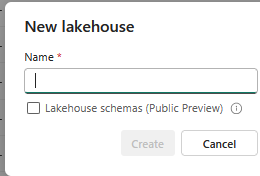 New lakehouse
Name *
Lakehouse schemas (Public Preview)
Create Cancel